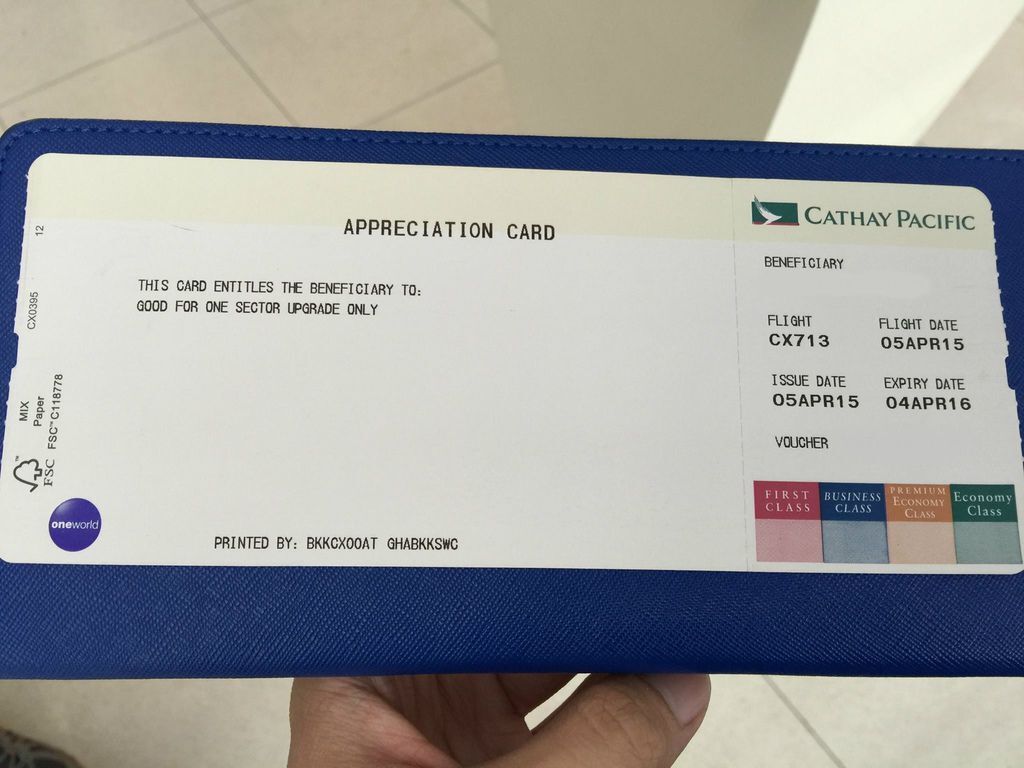 APPRECIATION CARD
THIS CARD ENTITLES THE BENEFICIARY TO:
GOOD FOR ONE SECTOR UPGRADE ONLY
PRINTED BY: BKKCX00AT GHABKKSWC
12
CX0395
MIX
Paper
FSC™ C118778
FSC™
oneworld
CATHAY PACIFIC
BENEFICIARY
FLIGHT FLIGHT DATE
CX713 05APR15
ISSUE DATE EXPIRY DATE
05APR15 04APR16
VOUCHER
FIRST CLASS
BUSINESS CLASS
PREMIUM ECONOMY CLASS
Economy Class